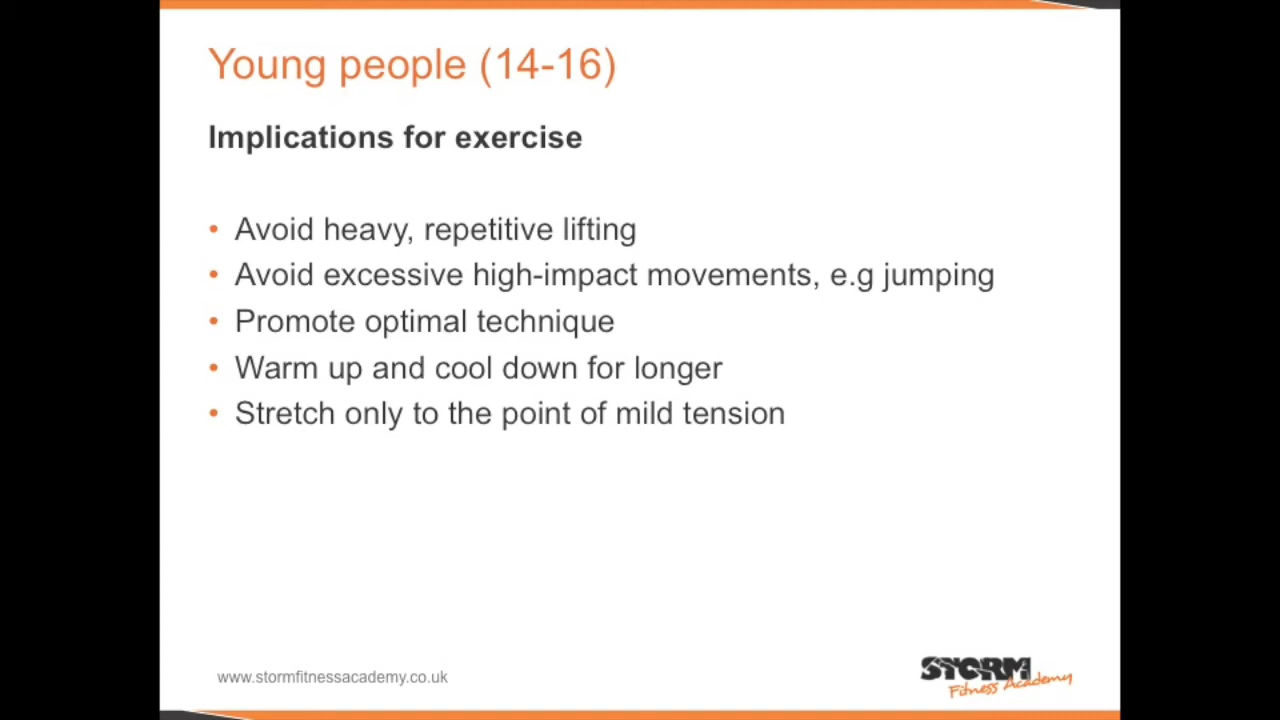 Young people (14-16)
Implications for exercise
• Avoid heavy, repetitive lifting
• Avoid excessive high-impact movements, e.g jumping
• Promote optimal technique
• Warm up and cool down for longer
• Stretch only to the point of mild tension
www.stormfitnessacademy.co.uk
STORM
Fitness Academy